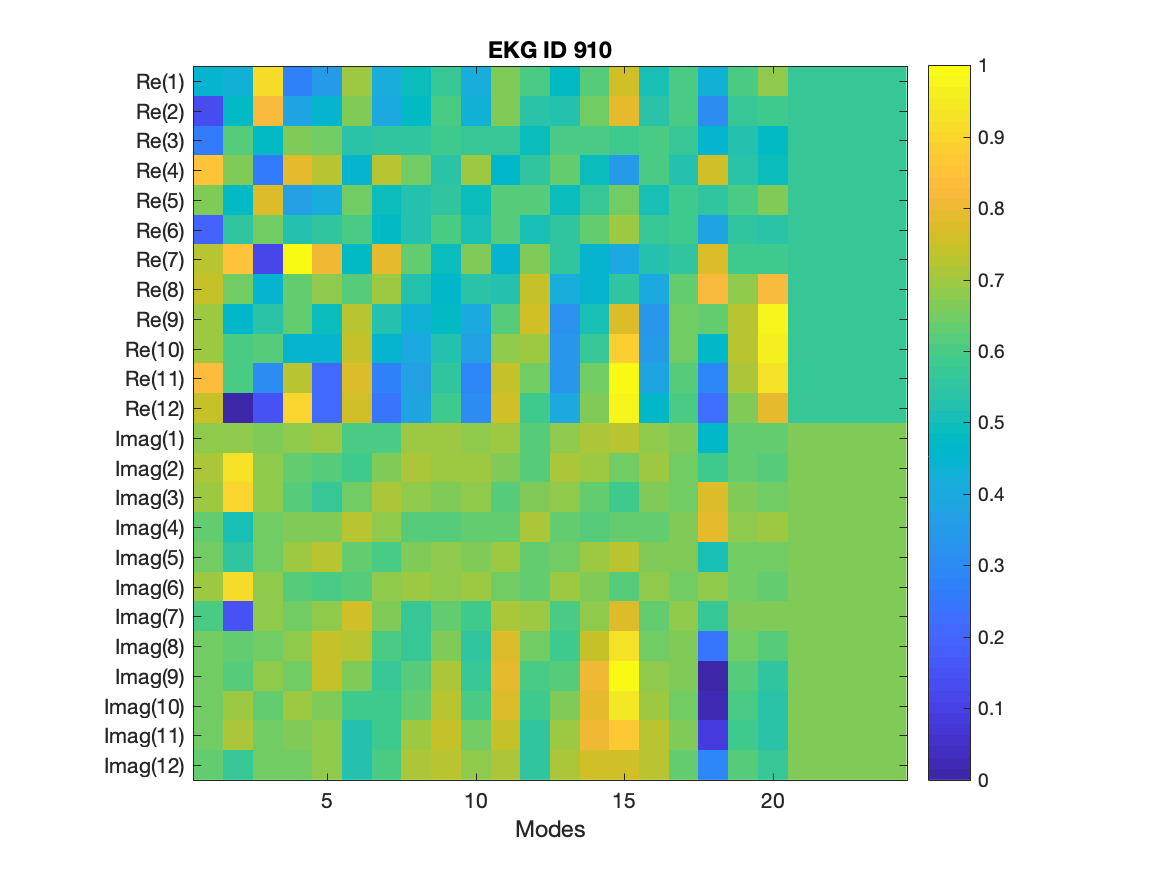 EKG ID 910
Re(1)
Re(2)
Re(3)
Re(4)
Re(5)
Re(6)
Re(7)
Re(8)
Re(9)
Re(10)
Re(11)
Re(12)
Imag(1)
Imag(2)
Imag(3)
Imag(4)
Imag(5)
Imag(6)
Imag(7)
Imag(8)
Imag(9)
Imag(10)
Imag(11)
Imag(12)
5 10 15 20
Modes
1
0.9
0.8
0.7
0.6
0.5
0.4
0.3
0.2
0.1
0